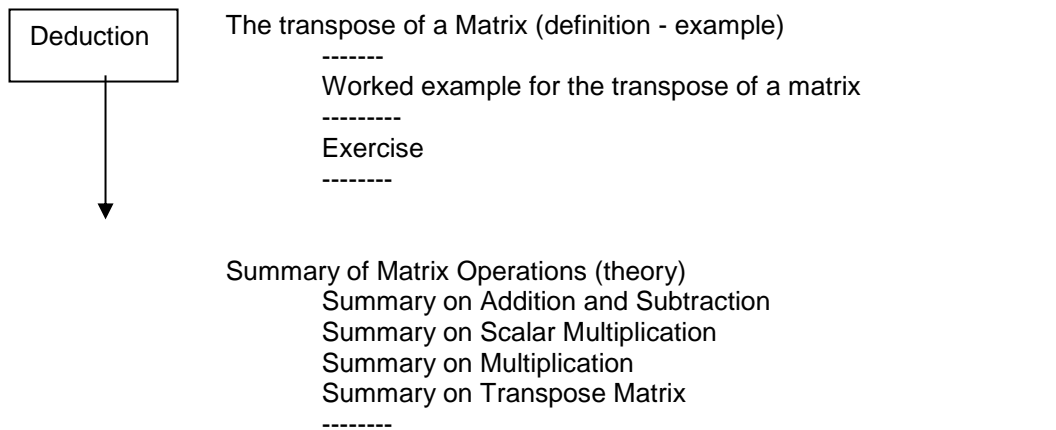 Deduction
The transpose of a Matrix (definition - example)
-------
Worked example for the transpose of a matrix
---------
Exercise
--------
Summary of Matrix Operations (theory)
Summary on Addition and Subtraction
Summary on Scalar Multiplication
Summary on Multiplication
Summary on Transpose Matrix
--------